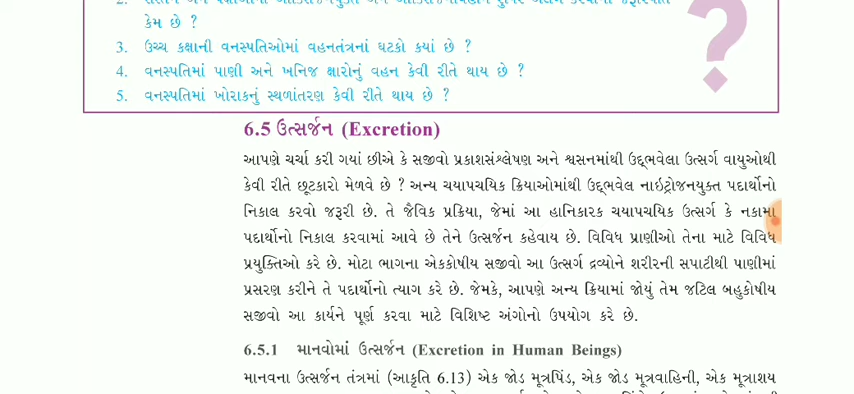 કેમ છે ?
3. ઉચ્ચ કક્ષાની વનસ્પતિઓમાં વહનતંત્રનાં ઘટકો કયાં છે ?
4. વનસ્પતિમાં પાણી અને ખનિજ ક્ષારોનું વહન કેવી રીતે થાય છે ?
5. વનસ્પતિમાં ખોરાકનું સ્થળાંતરણ કેવી રીતે થાય છે ?
?
6.5 ઉત્સર્જન (Excretion)
આપણે ચર્ચા કરી ગયાં છીએ કે સજીવો પ્રકાશસંશ્લેષણ અને શ્વસનમાંથી ઉદ્દભવેલા ઉત્સર્ગ વાયુઓથી
કેવી રીતે છૂટકારો મેળવે છે ? અન્ય ચયાપચયિક ક્રિયાઓમાંથી ઉદ્દભવેલ નાઇટ્રોજનયુક્ત પદાર્થોનો
નિકાલ કરવો જરૂરી છે. તે જૈવિક પ્રક્રિયા, જેમાં આ હાનિકારક ચયાપચયિક ઉત્સર્ગ કે નકામા
પદાર્થોનો નિકાલ કરવામાં આવે છે તેને ઉત્સર્જન કહેવાય છે. વિવિધ પ્રાણીઓ તેના માટે વિવિધ
પ્રયુક્તિઓ કરે છે. મોટા ભાગના એકકોષીય સજીવો આ ઉત્સર્ગ દ્રવ્યોને શરીરની સપાટીથી પાણીમાં
પ્રસરણ કરીને તે પદાર્થોનો ત્યાગ કરે છે. જેમકે, આપણે અન્ય ક્રિયામાં જોયું તેમ જટિલ બહુકોષીય
સજીવો આ કાર્યને પૂર્ણ કરવા માટે વિશિષ્ટ અંગોનો ઉપયોગ કરે છે.
6.5.1 માનવોમાં ઉત્સર્જન (Excretion in Human Beings)
માનવના ઉત્સર્જન તંત્રમાં (આકૃતિ 6.13) એક જોડ મૂત્રપિંડ, એક જોડ મૂત્રવાહિની, એક મૂત્રાશય